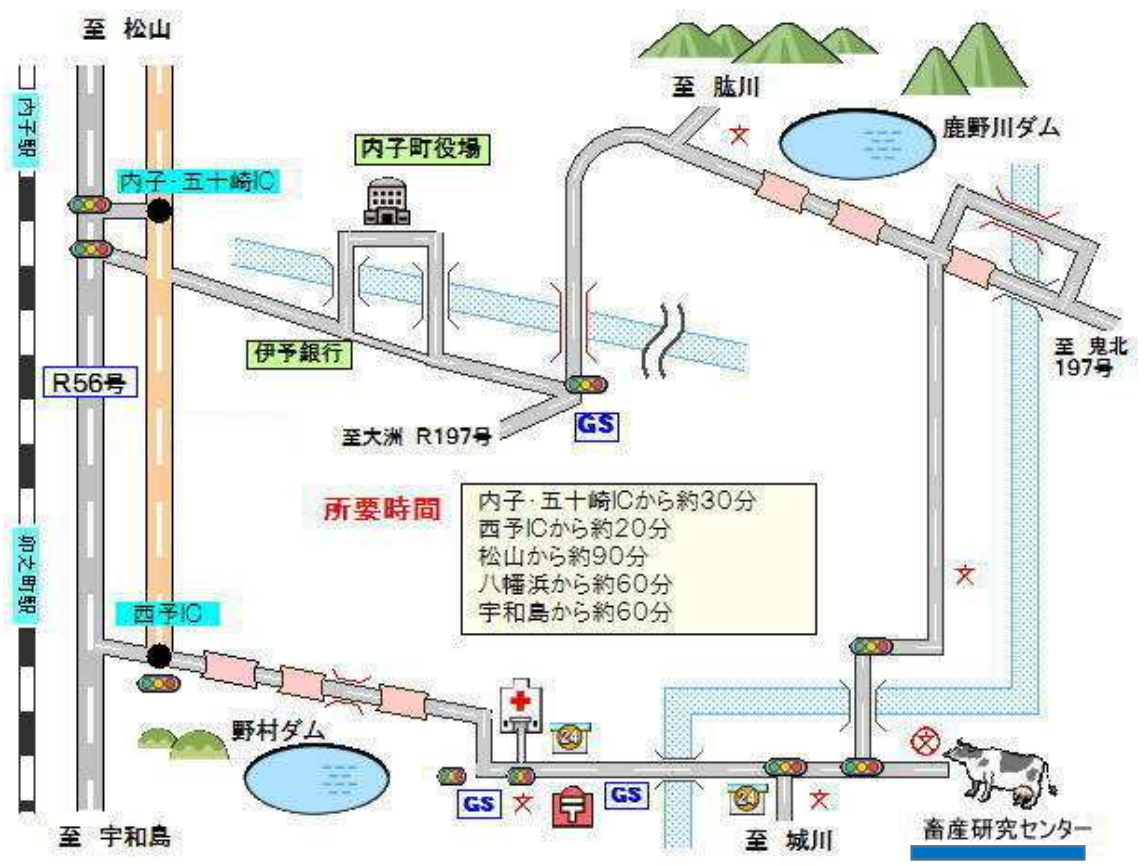 至 松山
至 肱川
鹿野川ダム
内子駅
内子町役場
内子・五十崎IC
伊予銀行
至 鬼北
197号
R56号
GS
至大洲 R197号
所要時間
内子・五十崎ICから約30分
西予ICから約20分
松山から約90分
八幡浜から約60分
宇和島から約60分
卯之町駅
文
文
西予IC
野村ダム
24
文
GS
文
〒
GS
24
文
至 宇和島
至 城川
畜産研究センター